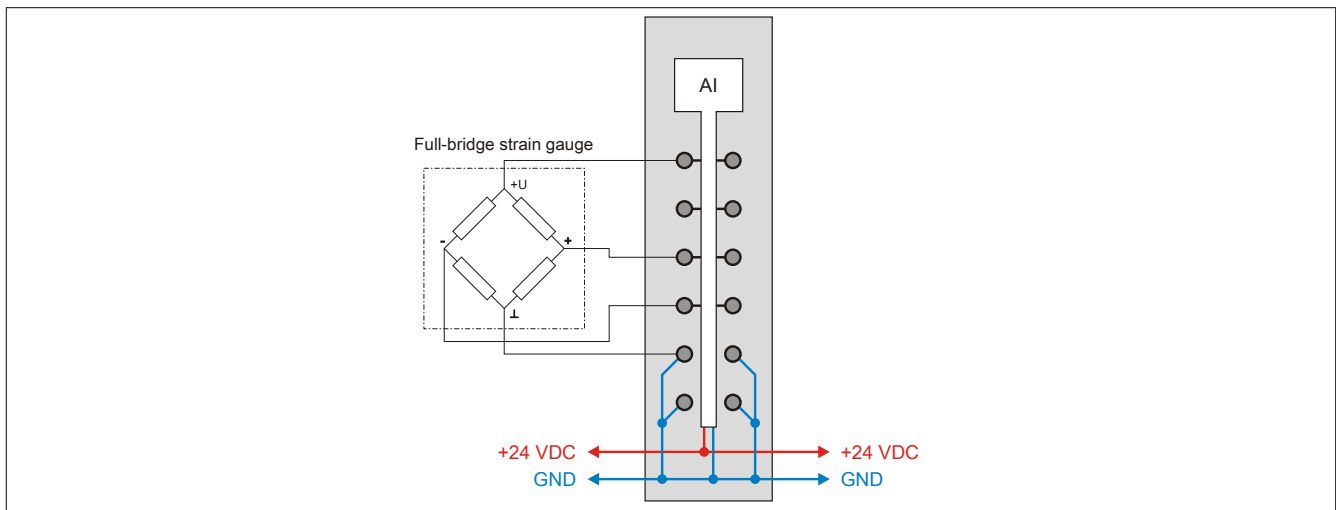 AI
Full-bridge strain gauge
+U
-
+
⊥
+24 VDC
+24 VDC
GND
GND